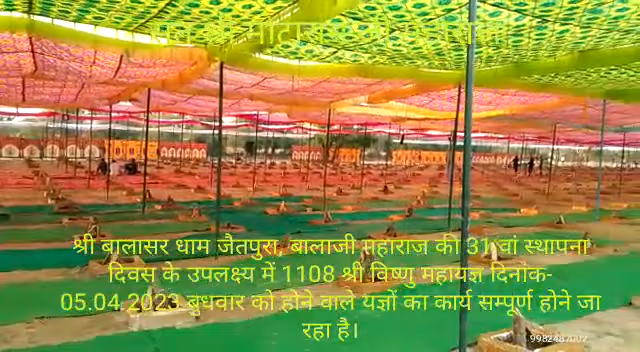 श्री बालासर धाम जैतपुरा, बालाजी महाराज की 31 वां स्थापना
दिवस के उपलक्ष्य में 1108 श्री विष्णु महायज्ञ दिनांक-
05.04.2023 बुधवार को होने वाले यज्ञों का कार्य सम्पूर्ण होने जा
रहा है।